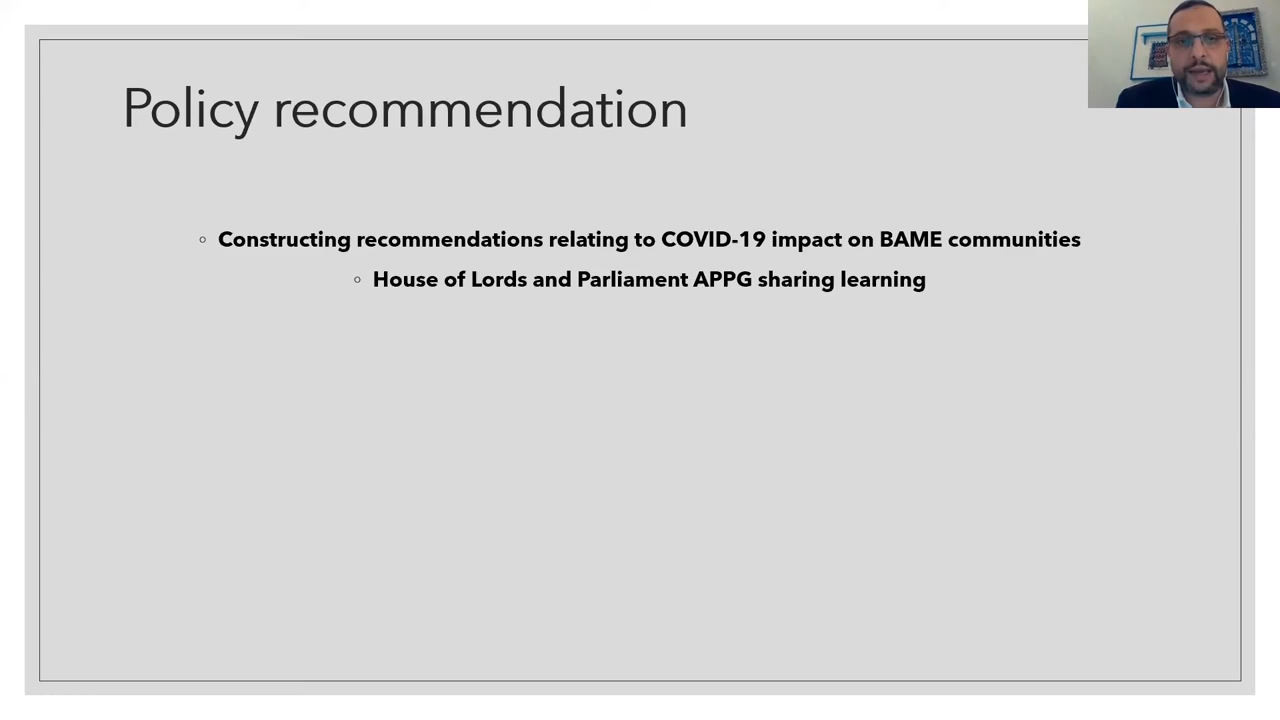 Policy recommendation
◦ Constructing recommendations relating to COVID-19 impact on BAME communities
◦ House of Lords and Parliament APPG sharing learning